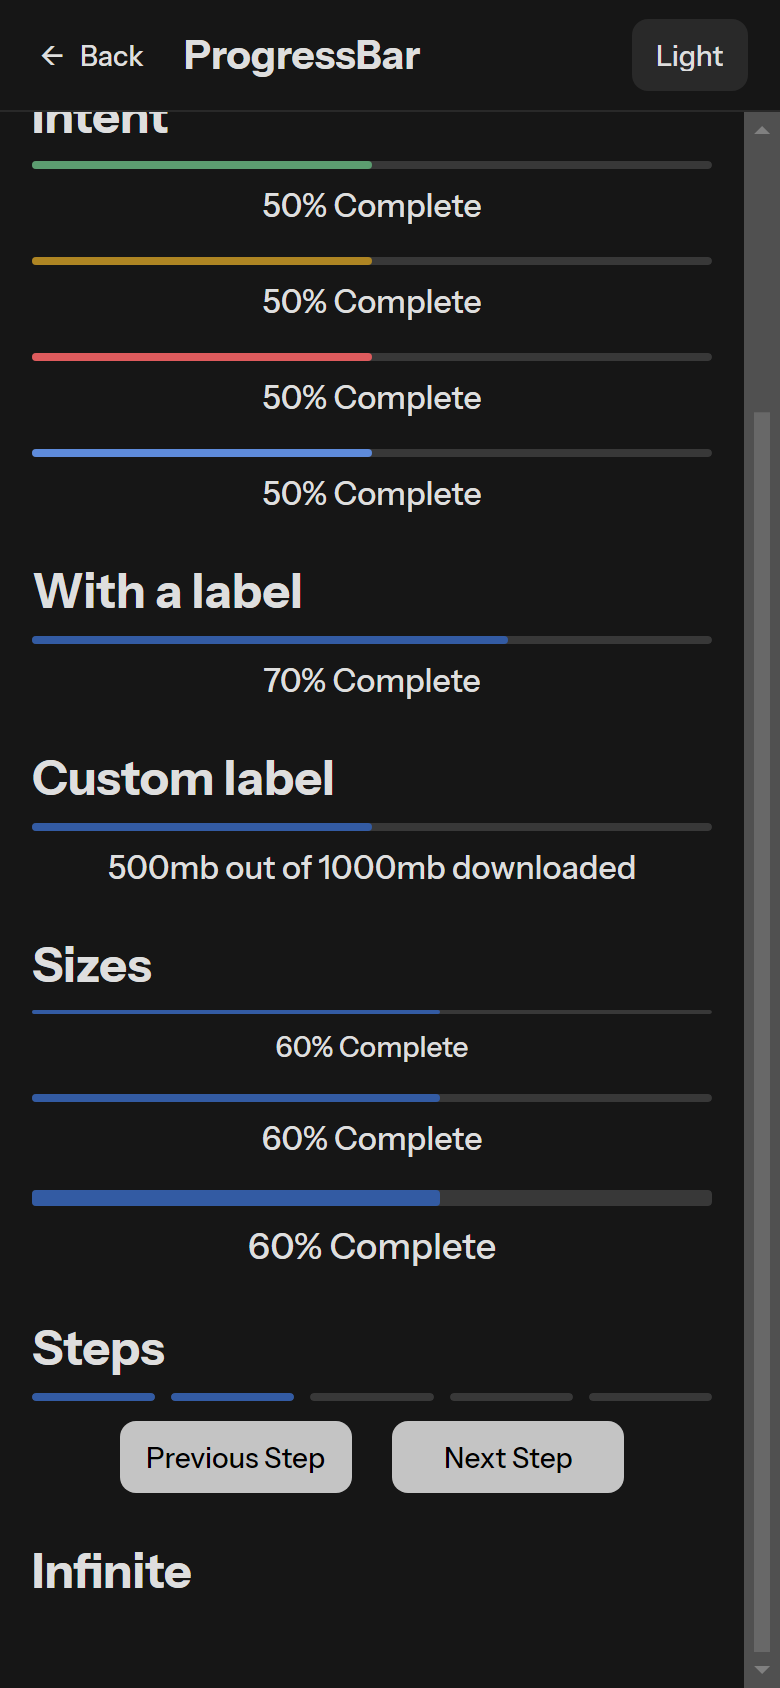 Back
ProgressBar
Light
Intent
50% Complete
50% Complete
50% Complete
50% Complete
With a label
70% Complete
Custom label
500mb out of 1000mb downloaded
Sizes
60% Complete
60% Complete
60% Complete
Steps
Previous Step
Next Step
Infinite